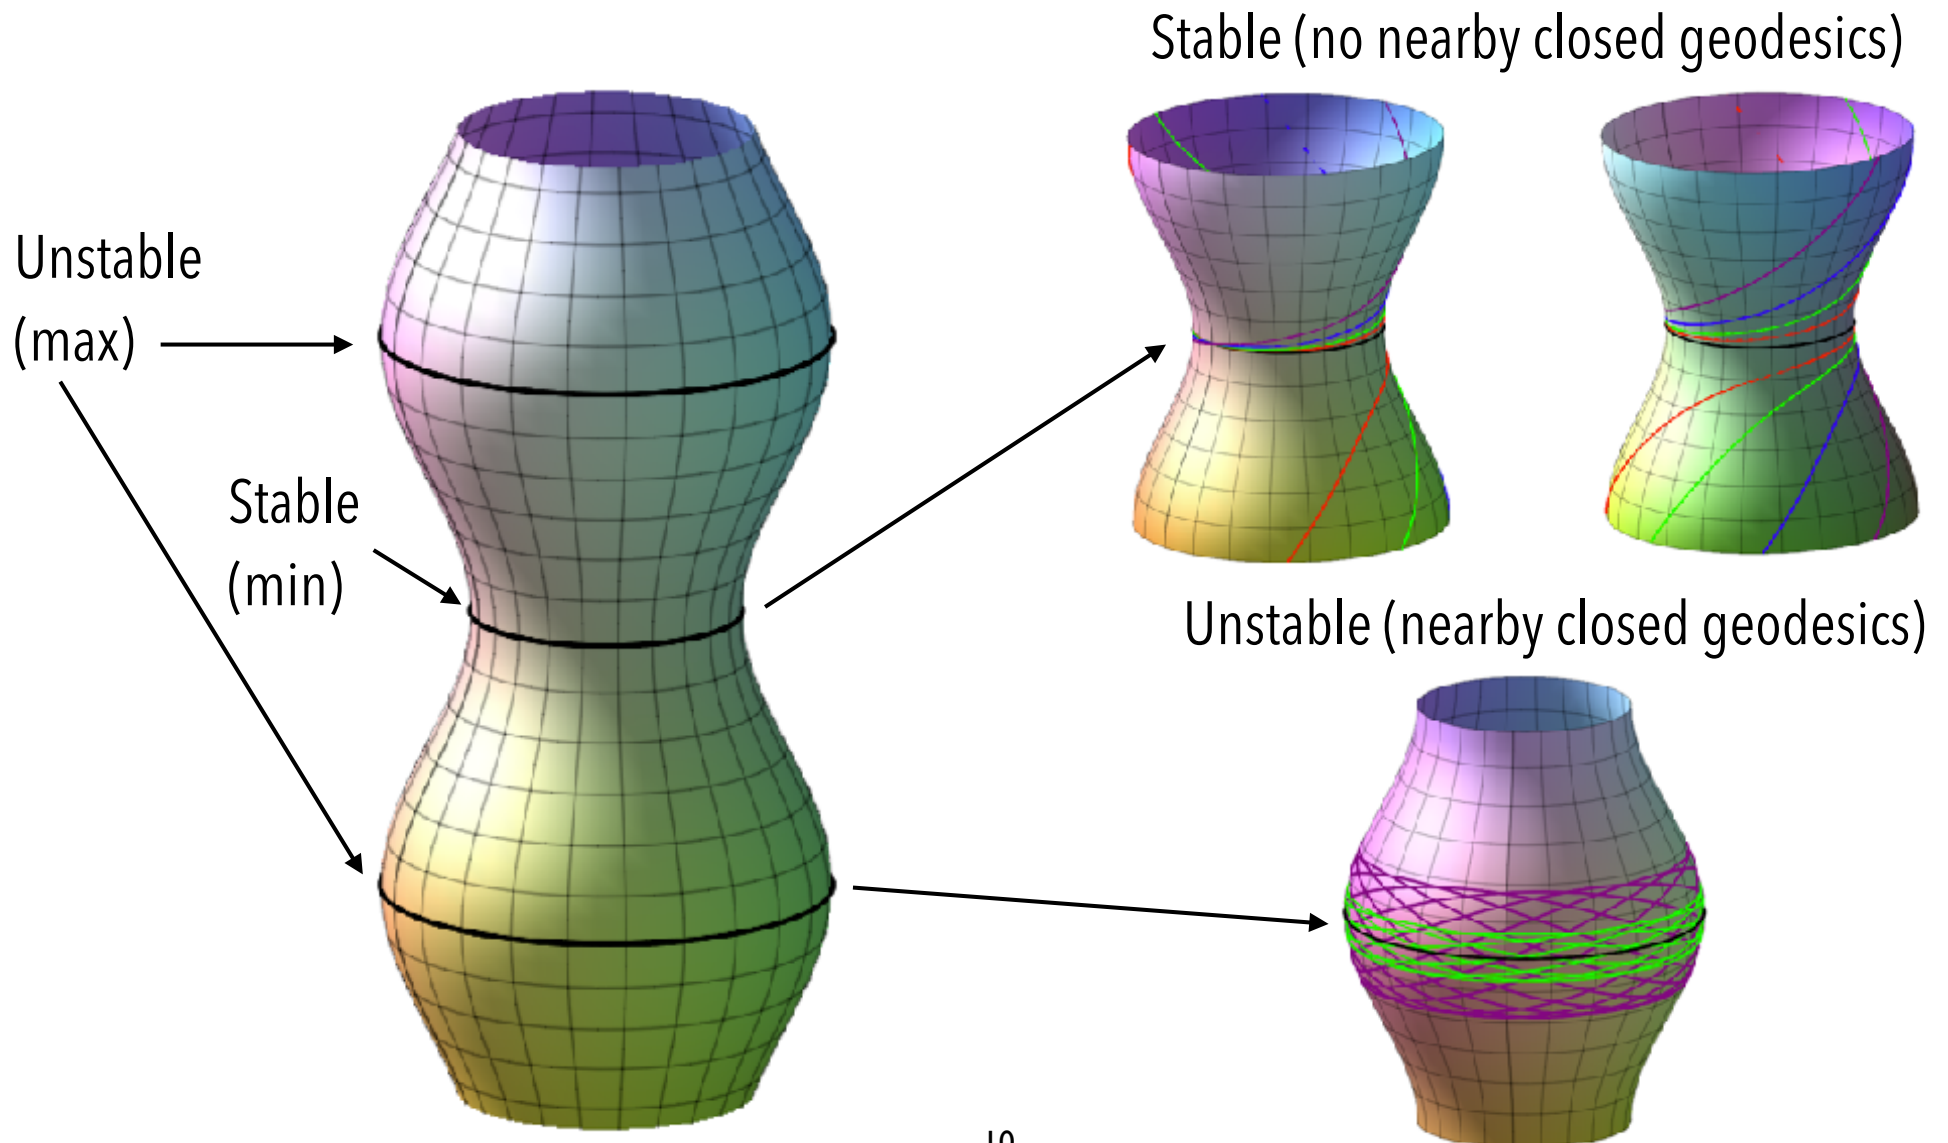 Stable (no nearby closed geodesics)
Unstable
(max)
Stable
(min)
Unstable (nearby closed geodesics)